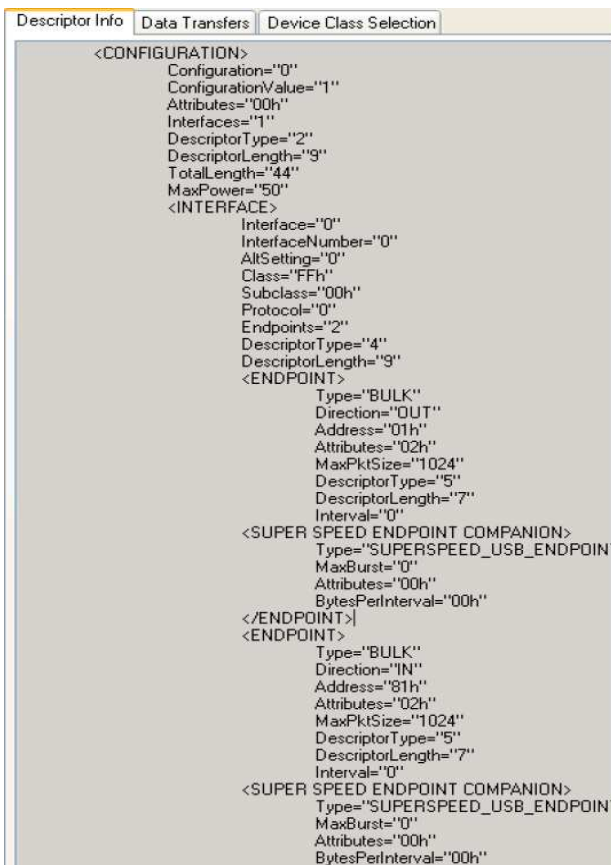 Descriptor Info Data Transfers Device Class Selection
<CONFIGURATION>
Configuration="0"
ConfigurationValue="1"
Attributes="00h"
Interfaces="1"
DescriptorType="2"
DescriptorLength="9"
TotalLength="44"
MaxPower="50"
<INTERFACE>
Interface="0"
InterfaceNumber="0"
AltSetting="0"
Class="FFh"
Subclass="00h"
Protocol="0"
Endpoints="2"
DescriptorType="4"
DescriptorLength="9"
<ENDPOINT>
Type="BULK"
Direction="OUT"
Address="01h"
Attributes="02h"
MaxPktSize="1024"
DescriptorType="5"
DescriptorLength="7"
Interval="0"
<SUPER SPEED ENDPOINT COMPANION>
Type="SUPERSPEED_USB_ENDPOIN
MaxBurst="0"
Attributes="00h"
BytesPerInterval="00h"
</ENDPOINT>
<ENDPOINT>
Type="BULK"
Direction="IN"
Address="81h"
Attributes="02h"
MaxPktSize="1024"
DescriptorType="5"
DescriptorLength="7"
Interval="0"
<SUPER SPEED ENDPOINT COMPANION>
Type="SUPERSPEED_USB_ENDPOIN
MaxBurst="0"
Attributes="00h"
BytesPerInterval="00h"